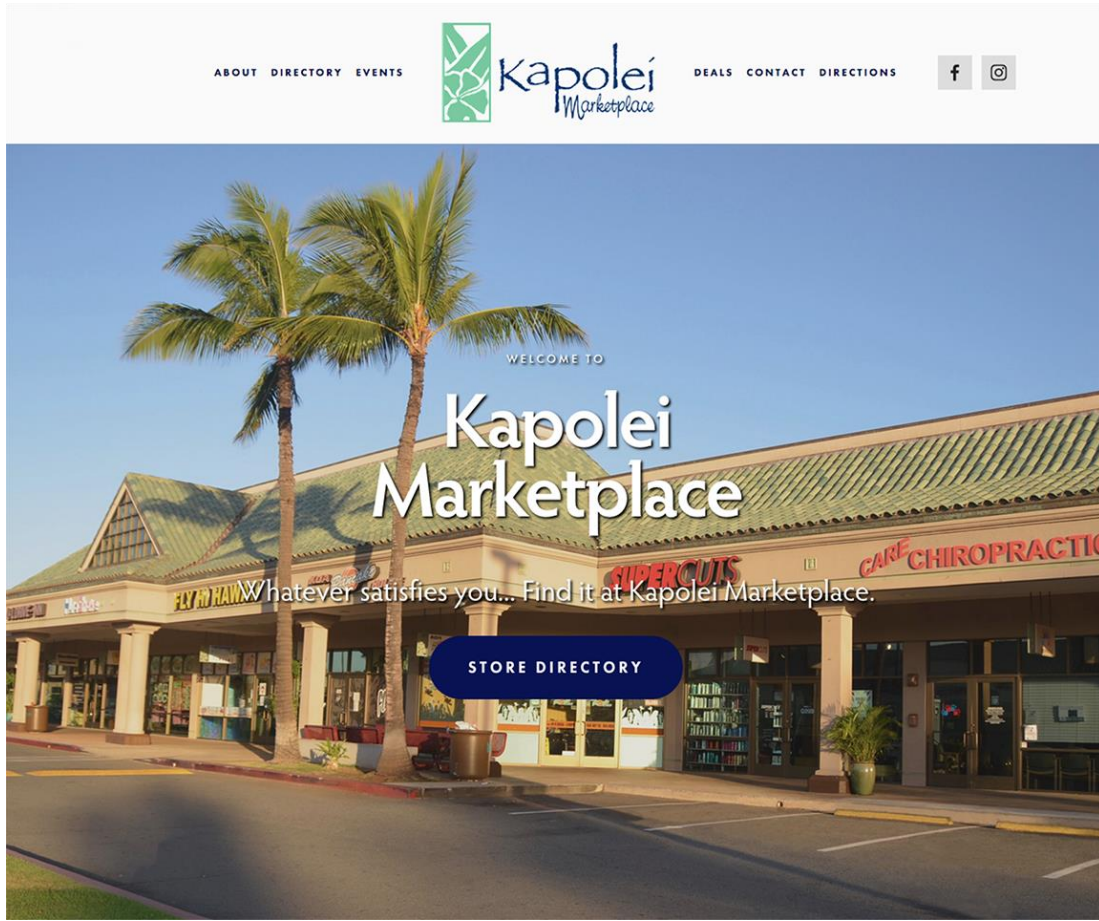 ABOUT DIRECTORY EVENTS
Kapolei
Marketplace
DEALS CONTACT DIRECTIONS
f
WELCOME TO
Kapolei
Marketplace
SUPERCUTS
CARE CHIROPRACTIC
FLY IN HAWAII
Whatever satisfies you... Find it at Kapolei Marketplace.
STORE DIRECTORY